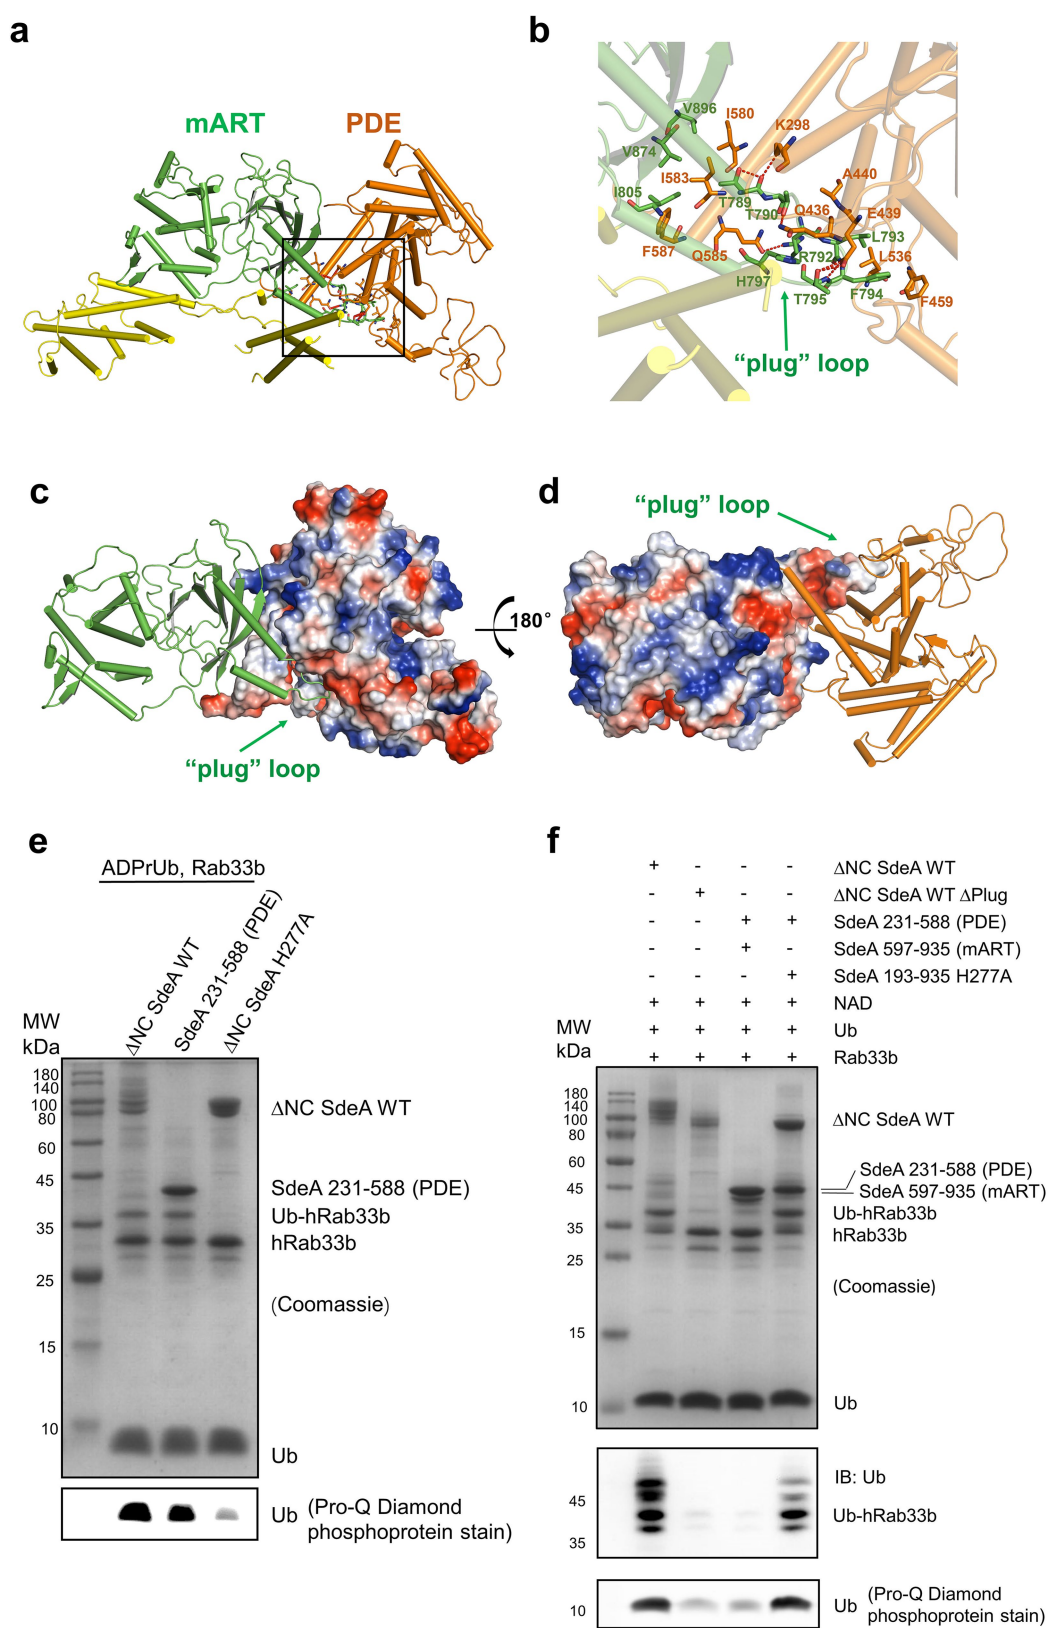 a
mART
PDE
b
V896
I580
K298
V874
I583
A440
I805
T789
T790
Q436
E439
F587
Q585
R792
L793
L536
H797
T795
F794
F459
“plug” loop
c
“plug” loop
180°
d
“plug” loop
e
ADPrUb, Rab33b
ΔNC SdeA WT
SdeA 231-588 (PDE)
ΔNC SdeA H277A
MW
kDa
180
140
100
80
60
45
35
25
15
10
ΔNC SdeA WT
SdeA 231-588 (PDE)
Ub-hRab33b
hRab33b
(Coomassie)
Ub
Ub (Pro-Q Diamond
phosphoprotein stain)
f
+ - - - ΔNC SdeA WT
- + - - ΔNC SdeA WT ΔPlug
- - + + SdeA 231-588 (PDE)
- - + - SdeA 597-935 (mART)
- - - + SdeA 193-935 H277A
+ + + + NAD
+ + + + Ub
+ + + + Rab33b
MW
kDa
180
140
100
80
60
45
35
25
15
10
ΔNC SdeA WT
SdeA 231-588 (PDE)
SdeA 597-935 (mART)
Ub-hRab33b
hRab33b
(Coomassie)
Ub
IB: Ub
45
Ub-hRab33b
35
10
Ub (Pro-Q Diamond
phosphoprotein stain)